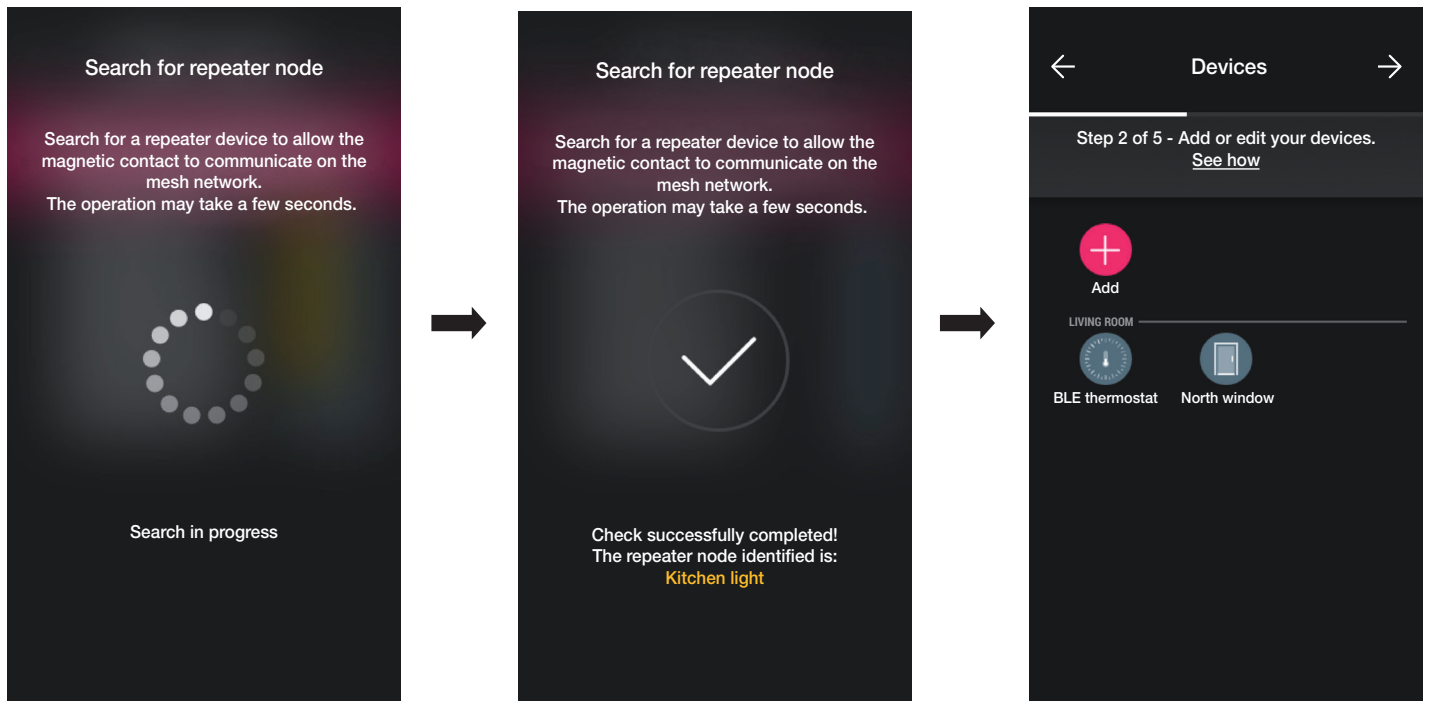 Search for repeater node
Search for a repeater device to allow the
magnetic contact to communicate on the
mesh network.
The operation may take a few seconds.
Search in progress
Search for repeater node
Search for a repeater device to allow the
magnetic contact to communicate on the
mesh network.
The operation may take a few seconds.
Check successfully completed!
The repeater node identified is:
Kitchen light
Devices
Step 2 of 5 - Add or edit your devices.
See how
Add
LIVING ROOM
BLE thermostat North window